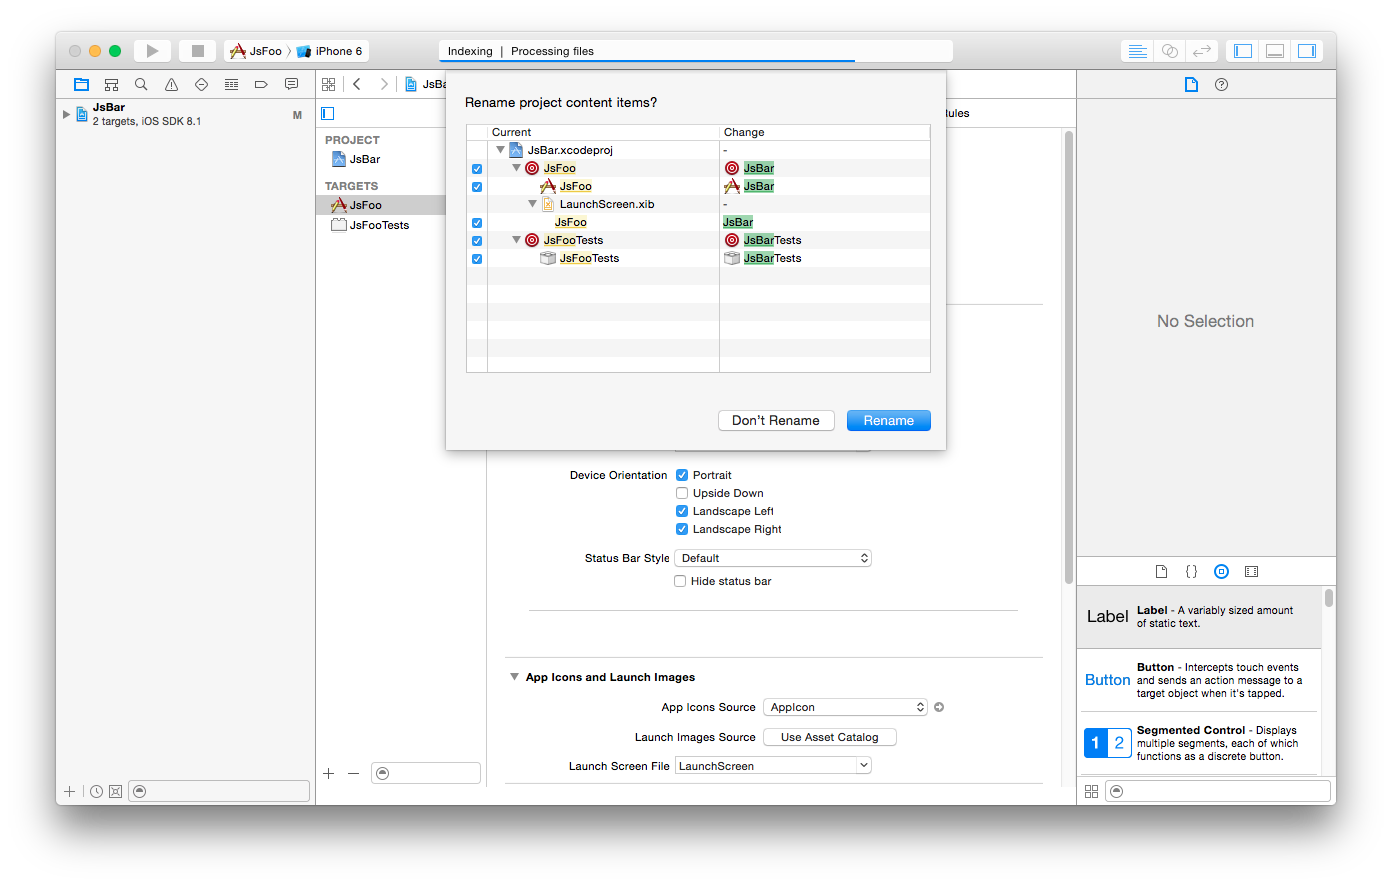 JsFoo
iPhone 6
Indexing | Processing files
JsBar
2 targets, iOS SDK 8.1
M
PROJECT
JsBar
TARGETS
JsFoo
JsFooTests
Rename project content items?
Current Change
JsBar.xcodeproj -
JsFoo JsBar
JsFoo JsBar
LaunchScreen.xib -
JsFoo JsBar
JsFooTests JsBarTests
JsFooTests JsBarTests
Don't Rename Rename
Device Orientation Portrait
Upside Down
Landscape Left
Landscape Right
Status Bar Style Default
Hide status bar
App Icons and Launch Images
App Icons Source AppIcon
Launch Images Source Use Asset Catalog
Launch Screen File LaunchScreen
No Selection
{}
Label
Label - A variably sized amount
of static text.
Button
Button - Intercepts touch events
and sends an action message to a
target object when it's tapped.
1 2
Segmented Control - Displays
multiple segments, each of which
functions as a discrete button.